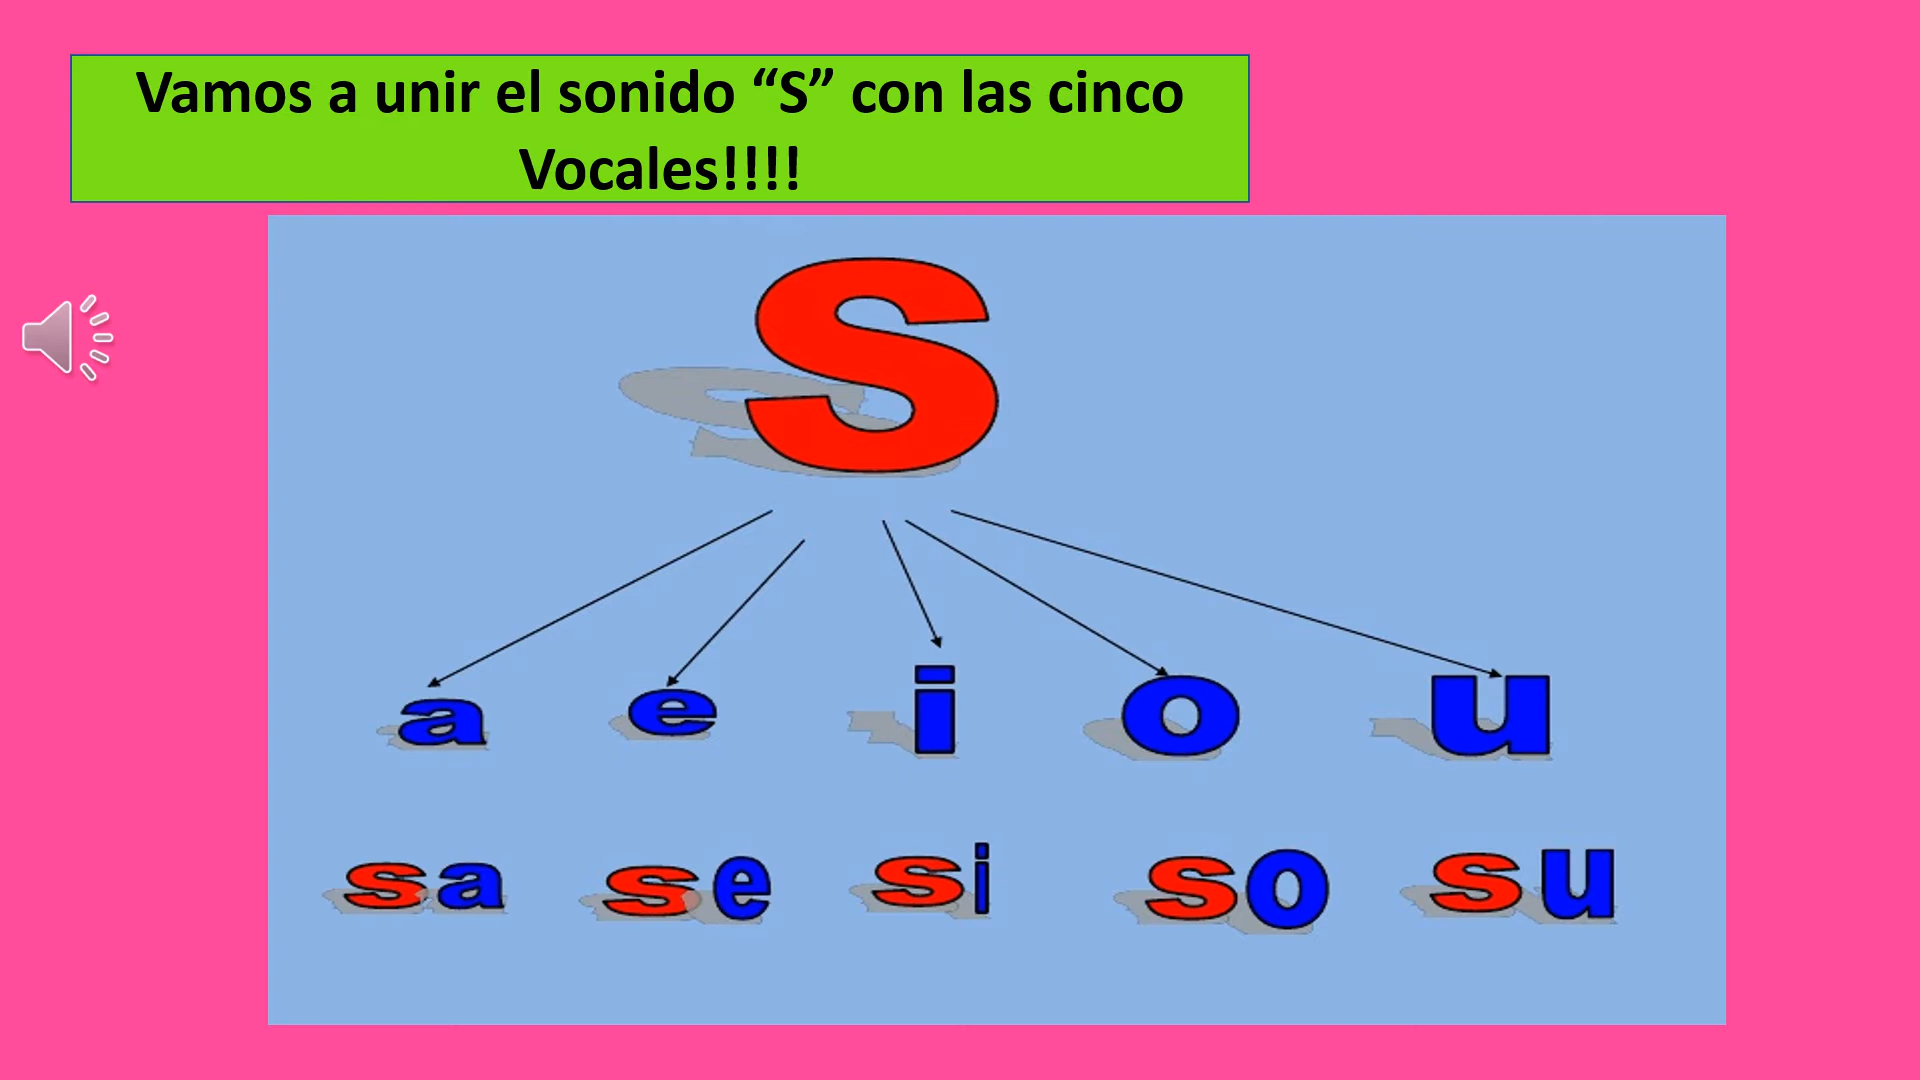 Vamos a unir el sonido “S” con las cinco
Vocales!!!!
S
a e i o u
sa se si so su